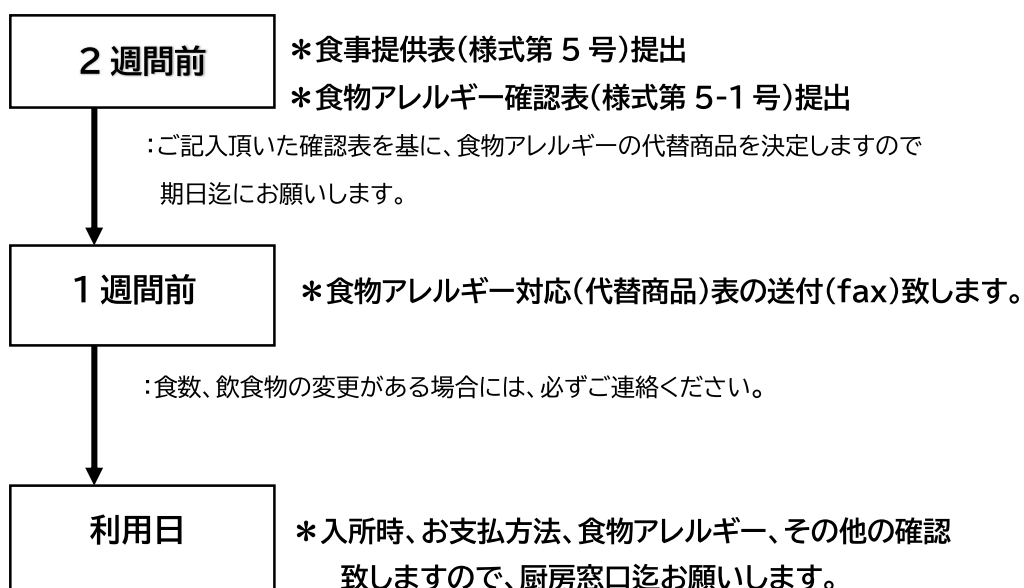 2 週間前
＊食事提供表（様式第 5 号）提出
＊食物アレルギー確認表（様式第 5-1 号）提出
：ご記入頂いた確認表を基に、食物アレルギーの代替商品を決定しますので
期日迄にお願いします。
1 週間前
＊食物アレルギー対応（代替商品）表の送付（fax）致します。
：食数、飲食物の変更がある場合には、必ずご連絡ください。
利用日
＊入所時、お支払方法、食物アレルギー、その他の確認
致しますので、厨房窓口迄お願いします。